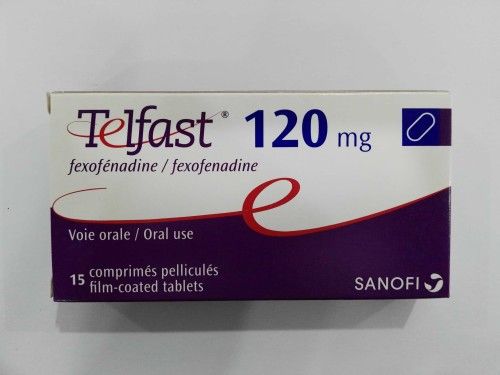 Telfast® 120 mg
fexofénadine / fexofenadine
Voie orale / Oral use
15 comprimés pelliculés
film-coated tablets
SANOFI